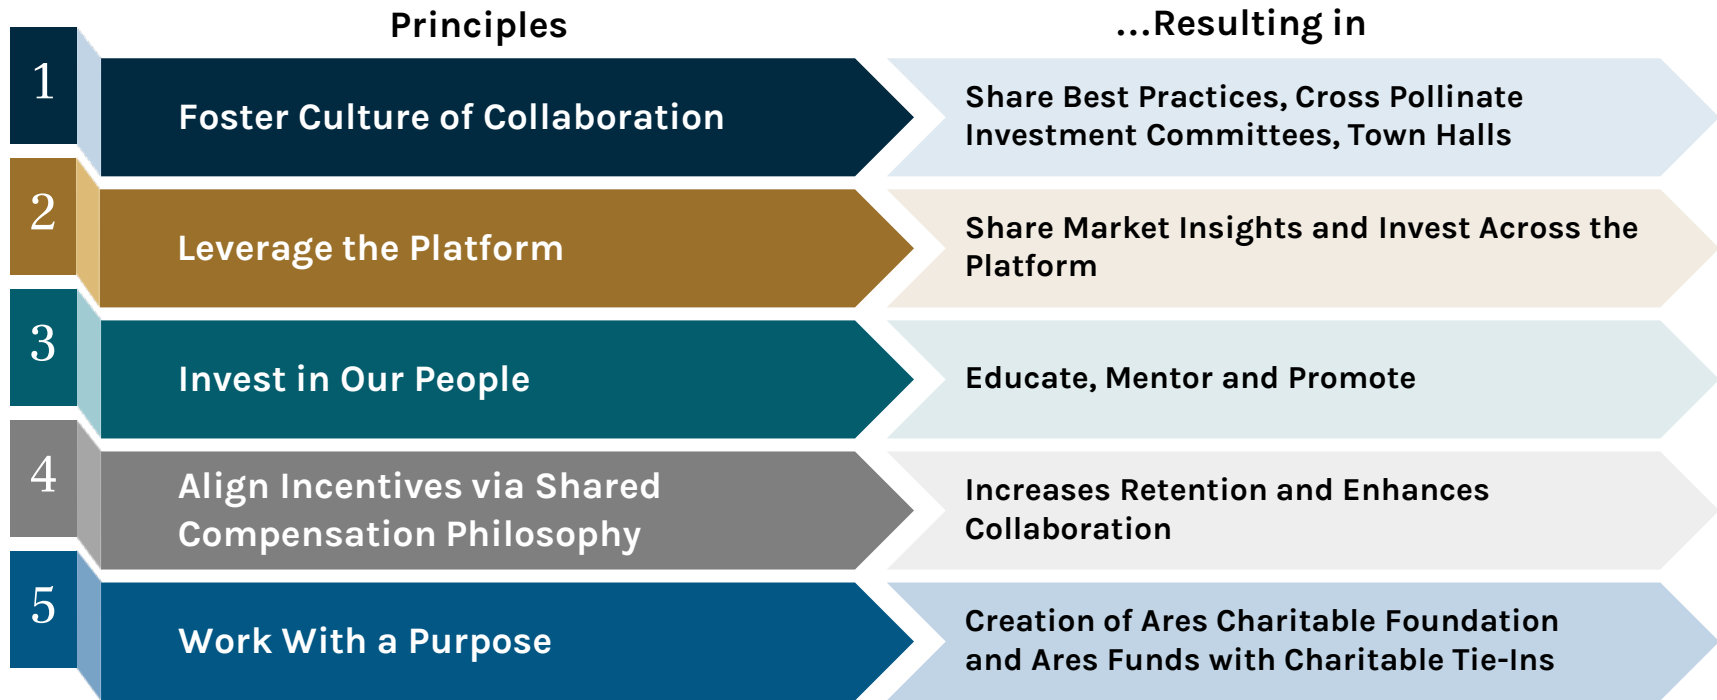 Principles
...Resulting in
1
Foster Culture of Collaboration
Share Best Practices, Cross Pollinate
Investment Committees, Town Halls
2
Leverage the Platform
Share Market Insights and Invest Across the
Platform
3
Invest in Our People
Educate, Mentor and Promote
4
Align Incentives via Shared
Compensation Philosophy
Increases Retention and Enhances
Collaboration
5
Work With a Purpose
Creation of Ares Charitable Foundation
and Ares Funds with Charitable Tie-Ins